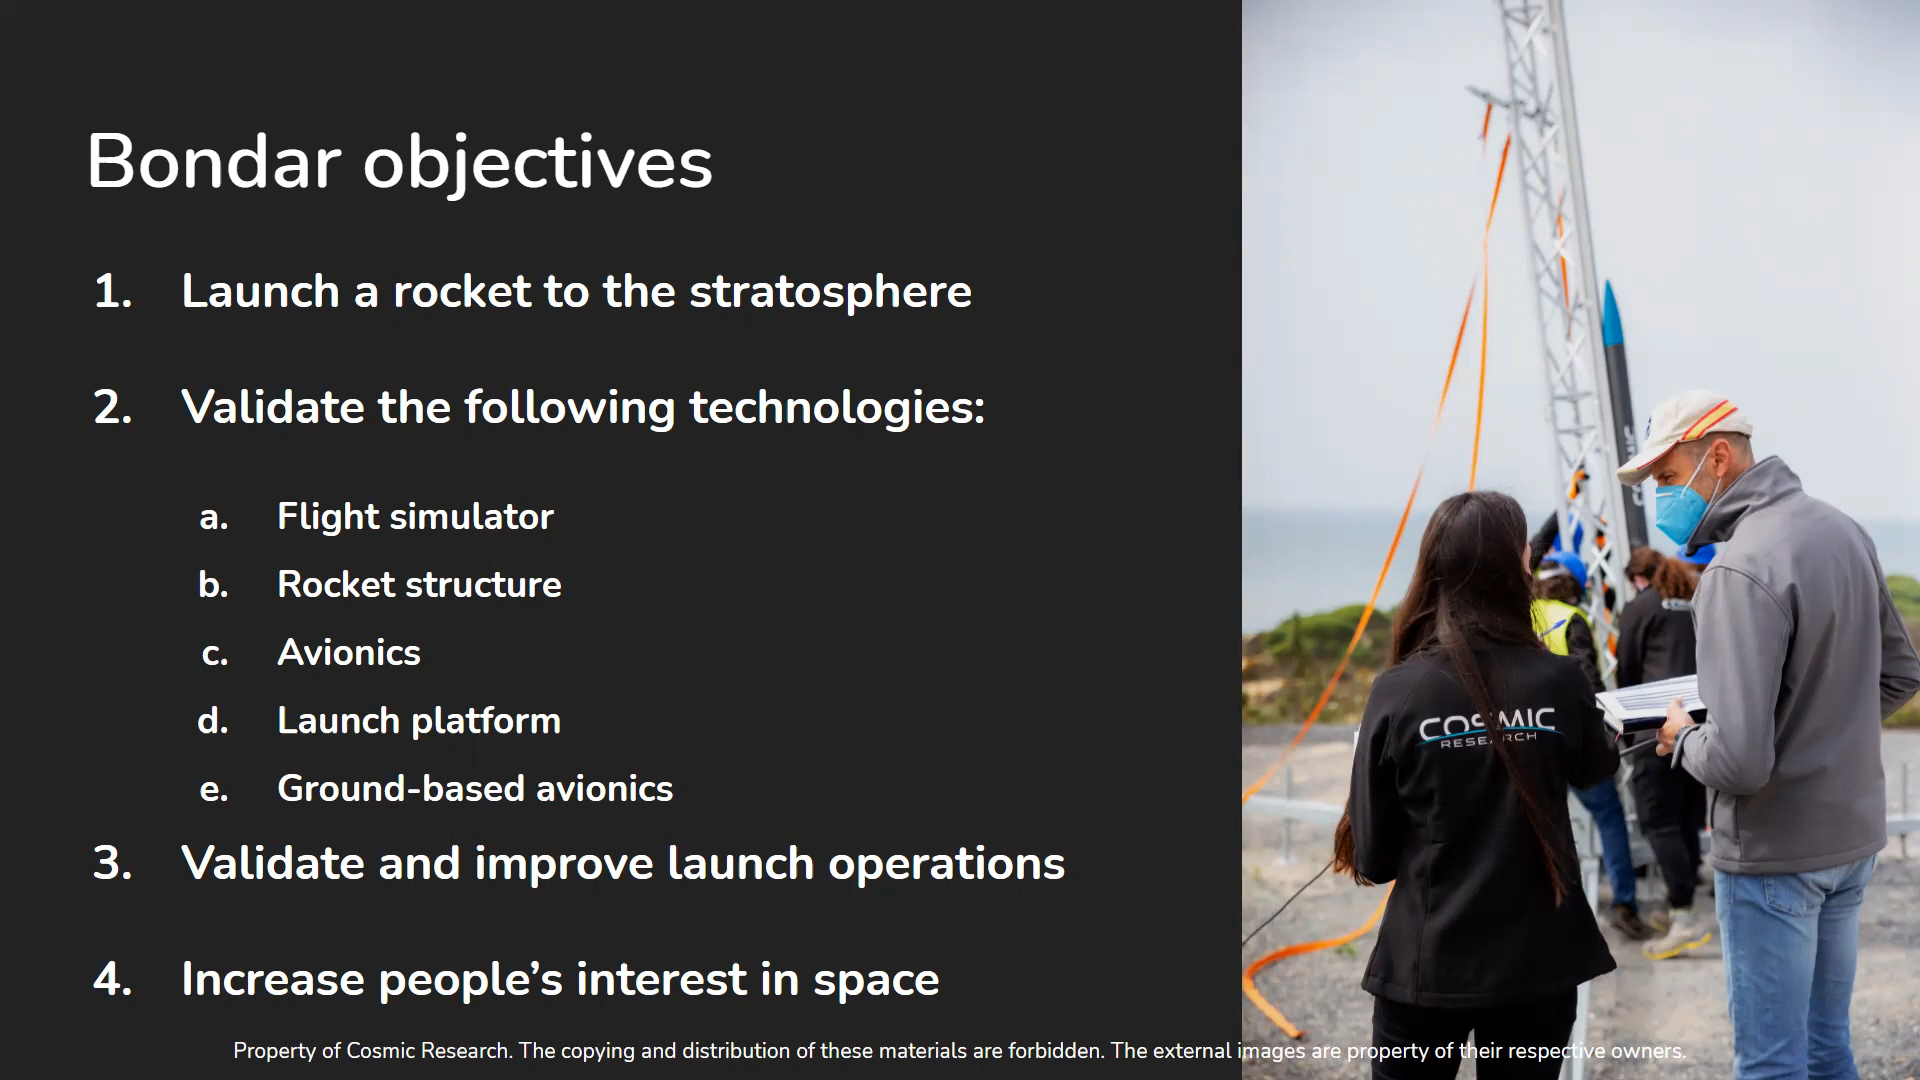 Bondar objectives
1. Launch a rocket to the stratosphere
2. Validate the following technologies:
a. Flight simulator
b. Rocket structure
c. Avionics
d. Launch platform
e. Ground-based avionics
3. Validate and improve launch operations
4. Increase people’s interest in space
COSMIC
RESEARCH
Property of Cosmic Research. The copying and distribution of these materials are forbidden. The external images are property of their respective owners.